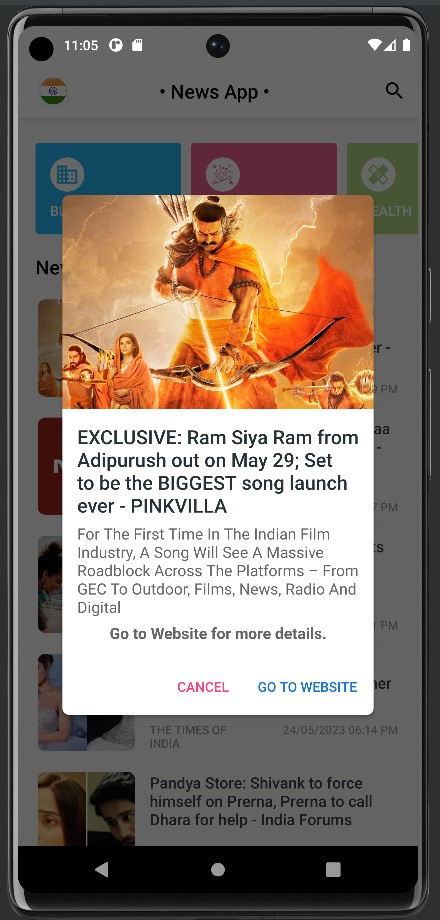 11:05
• News App •
BU
EALTH
Nev
EXCLUSIVE: Ram Siya Ram from
Adipurush out on May 29; Set
to be the BIGGEST song launch
ever - PINKVILLA
For The First Time In The Indian Film
Industry, A Song Will See A Massive
Roadblock Across The Platforms – From
GEC To Outdoor, Films, News, Radio And
Digital
Go to Website for more details.
CANCEL
GO TO WEBSITE
er -
PM
aa
-
7 PM
ts
1 PM
her
THE TIMES OF
INDIA
24/05/2023 06:14 PM
Pandya Store: Shivank to force
himself on Prerna, Prerna to call
Dhara for help - India Forums